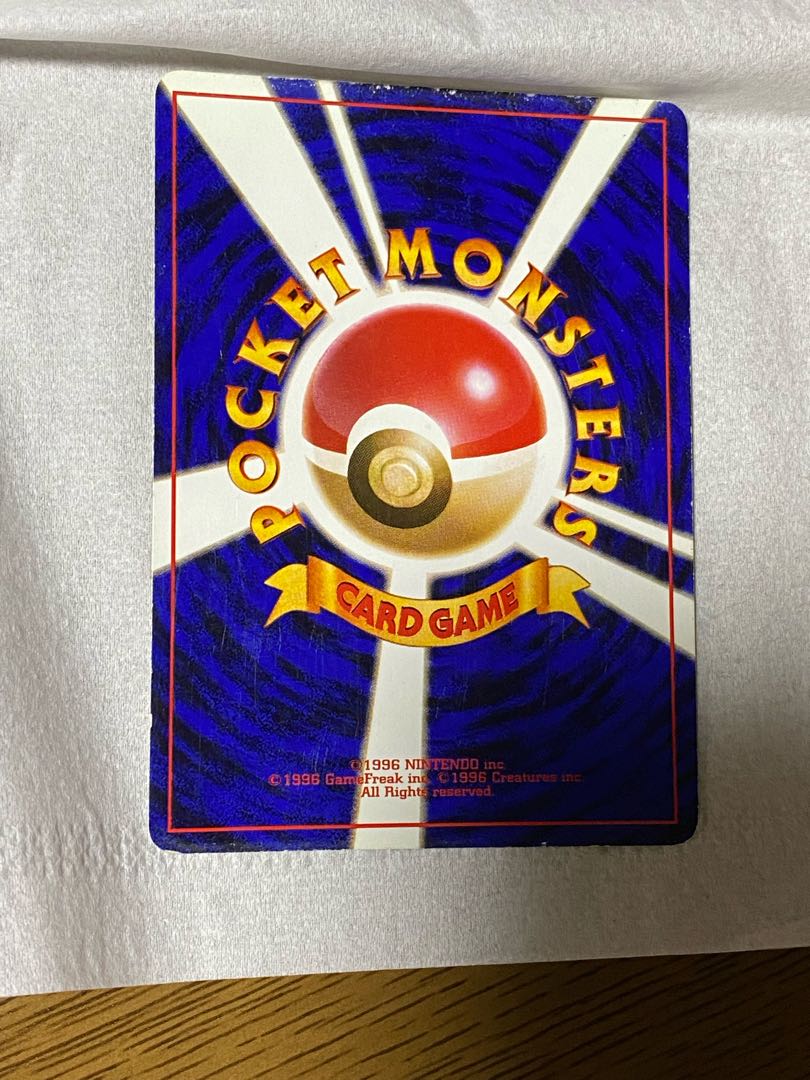 POCKET MONSTERS
CARD GAME
©1996 NINTENDO inc.
©1996 GameFreak inc. ©1996 Creatures inc.
All Rights reserved.